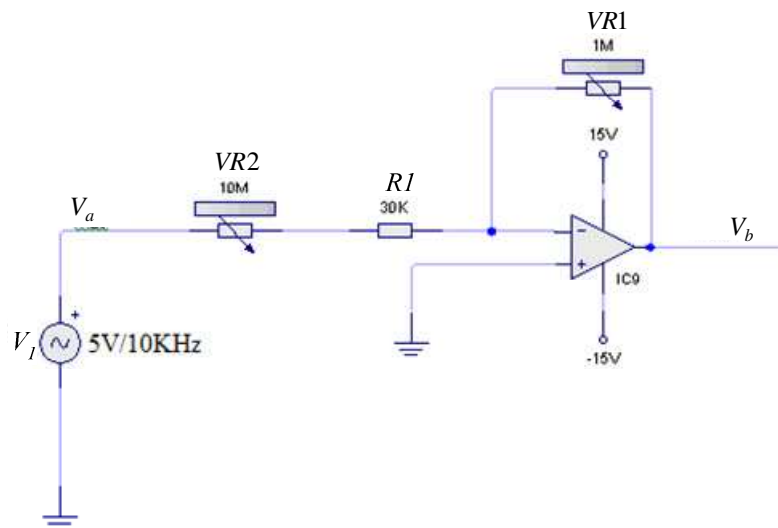 VR1
1M
15V
VR2
10M
R1
30K
Va
Vb
−
+
IC9
+
V1
5V/10KHz
-15V